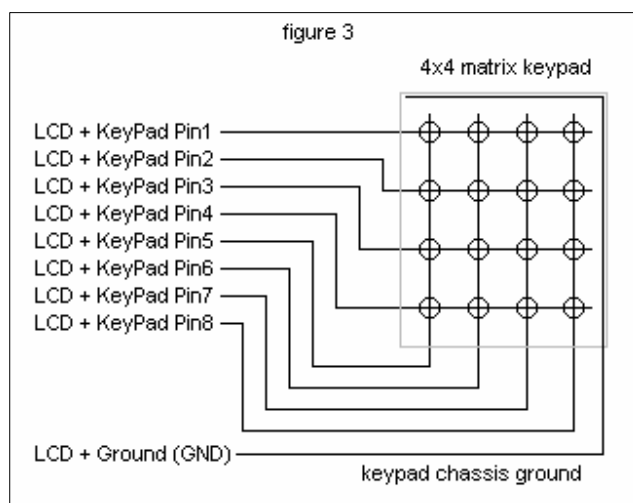 figure 3
4x4 matrix keypad
LCD + KeyPad Pin1
LCD + KeyPad Pin2
LCD + KeyPad Pin3
LCD + KeyPad Pin4
LCD + KeyPad Pin5
LCD + KeyPad Pin6
LCD + KeyPad Pin7
LCD + KeyPad Pin8
LCD + Ground (GND)
keypad chassis ground